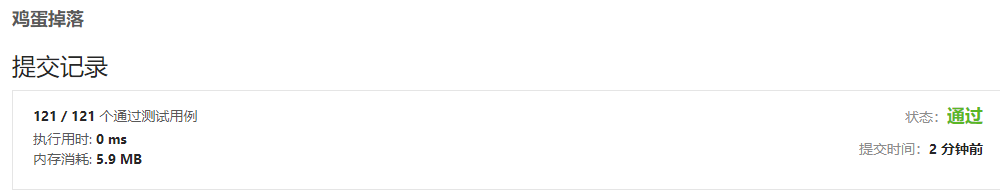 鸡蛋掉落
提交记录
121 / 121 个通过测试用例
状态：通过
执行用时: 0 ms
提交时间：2 分钟前
内存消耗: 5.9 MB